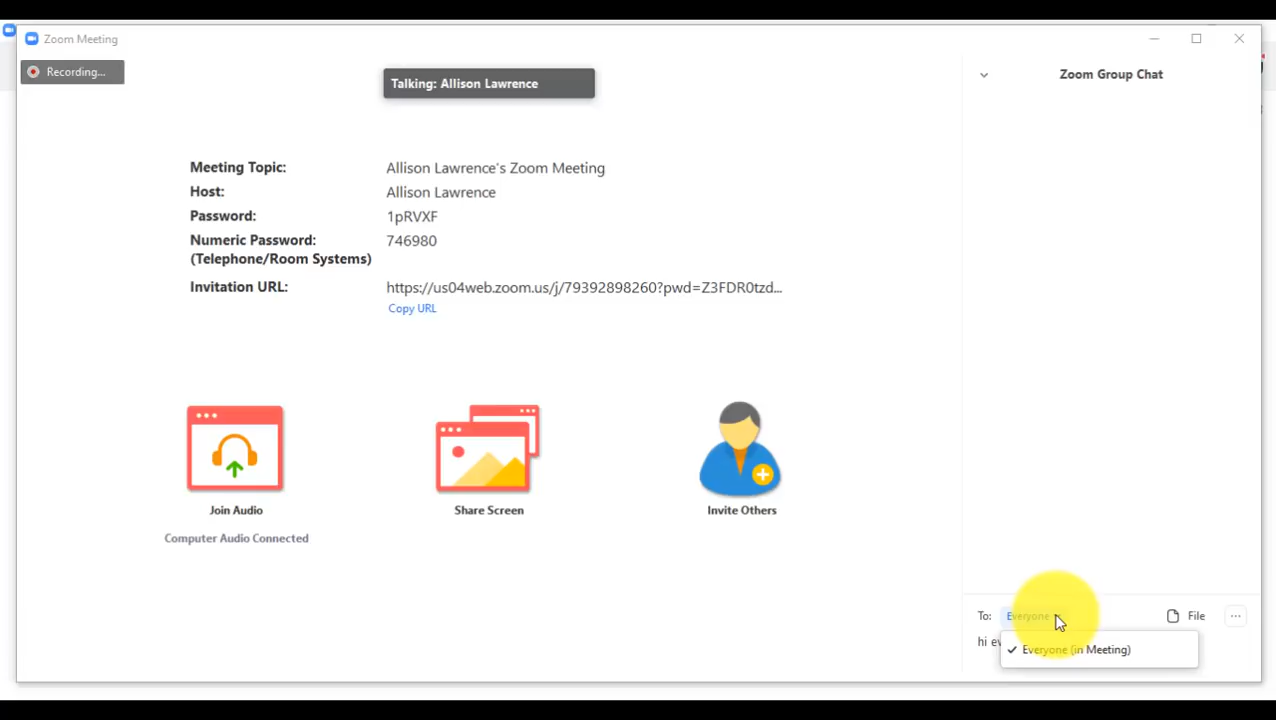 Zoom Meeting
Recording...
Talking: Allison Lawrence
Zoom Group Chat
Meeting Topic: Allison Lawrence's Zoom Meeting
Host: Allison Lawrence
Password: 1pRVXF
Numeric Password: 746980
(Telephone/Room Systems)
Invitation URL: https://us04web.zoom.us/j/79392898260?pwd=Z3FDR0tzd...
Copy URL
Join Audio
Share Screen
Invite Others
Computer Audio Connected
To: Everyone
File
...
hi
Everyone (in Meeting)